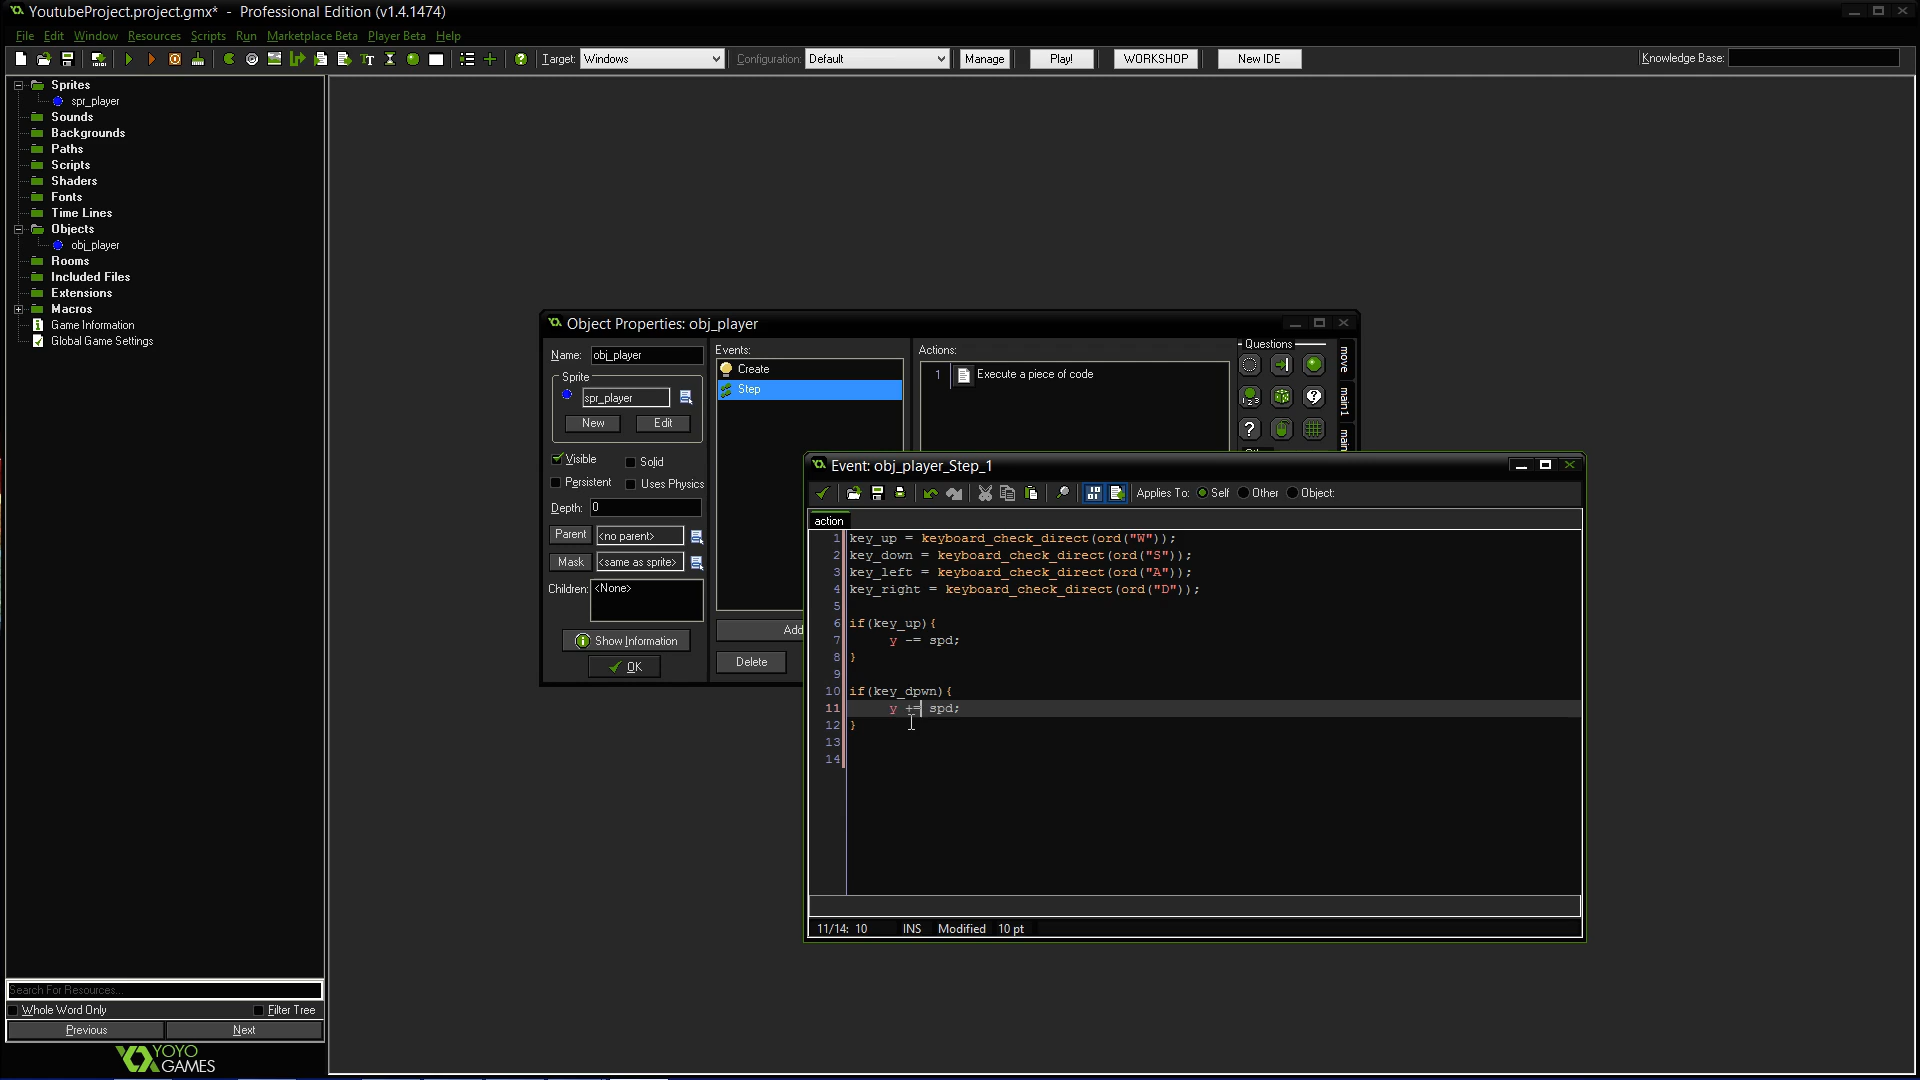 YoutubeProject.project.gmx* - Professional Edition (v1.4.1474)
File Edit Window Resources Scripts Run Marketplace Beta Player Beta Help
Target: Windows Configuration: Default Manage Play! WORKSHOP New IDE Knowledge Base:
Sprites
spr_player
Sounds
Backgrounds
Paths
Scripts
Shaders
Fonts
Time Lines
Objects
obj_player
Rooms
Included Files
Extensions
Macros
Game Information
Global Game Settings
Search For Resources...
Whole Word Only Filter Tree
Previous Next
YOYO
GAMES
Object Properties: obj_player
Name: obj_player
Sprite
spr_player
New Edit
Visible Solid
Persistent Uses Physics
Depth: 0
Parent <no parent>
Mask <same as sprite>
Children: <None>
Show Information
OK
Events:
Create
Step
Add
Delete
Actions:
1 Execute a piece of code
Questions
move
main1
Event: obj_player_Step_1
Applies To: Self Other Object:
action
1 key_up = keyboard_check_direct(ord("W"));
2 key_down = keyboard_check_direct(ord("S"));
3 key_left = keyboard_check_direct(ord("A"));
4 key_right = keyboard_check_direct(ord("D"));
5
6 if(key_up){
7 y -= spd;
8 }
9
10 if(key_dpwn){
11 y += spd;
12 }
13
14
11/14: 10 INS Modified 10 pt